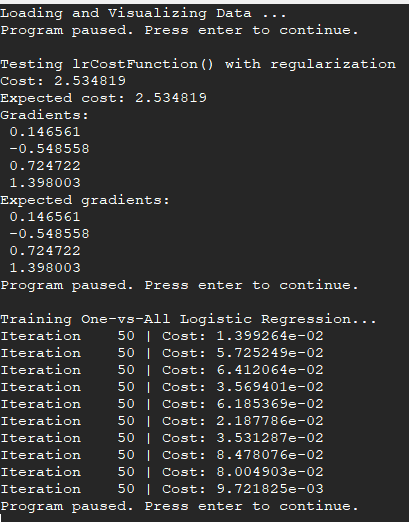 Loading and Visualizing Data ...
Program paused. Press enter to continue.
Testing lrCostFunction() with regularization
Cost: 2.534819
Expected cost: 2.534819
Gradients:
0.146561
-0.548558
0.724722
1.398003
Expected gradients:
0.146561
-0.548558
0.724722
1.398003
Program paused. Press enter to continue.
Training One-vs-All Logistic Regression...
Iteration    50 | Cost: 1.399264e-02
Iteration    50 | Cost: 5.725249e-02
Iteration    50 | Cost: 6.412064e-02
Iteration    50 | Cost: 3.569401e-02
Iteration    50 | Cost: 6.185369e-02
Iteration    50 | Cost: 2.187786e-02
Iteration    50 | Cost: 3.531287e-02
Iteration    50 | Cost: 8.478076e-02
Iteration    50 | Cost: 8.004903e-02
Iteration    50 | Cost: 9.721825e-03
Program paused. Press enter to continue.